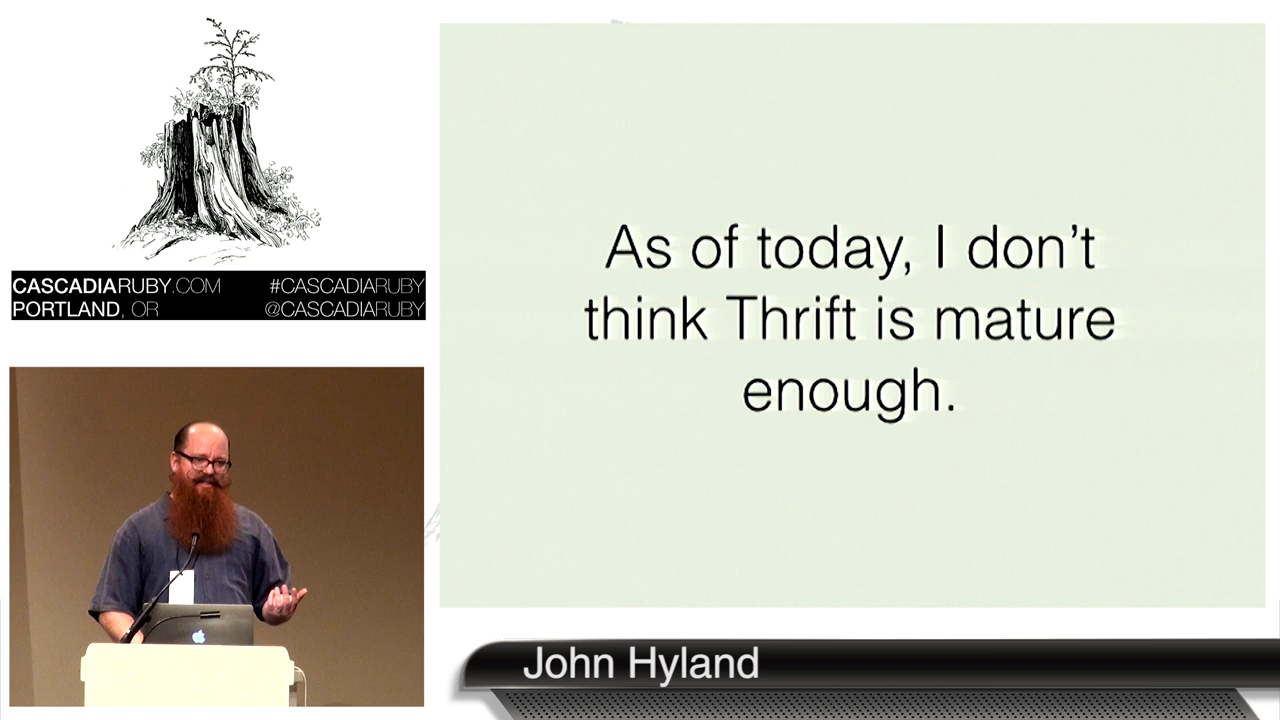 CASCADIARUBY.COM #CASCADIARUBY
PORTLAND, OR @CASCADIARUBY
As of today, I don’t
think Thrift is mature
enough.
John Hyland